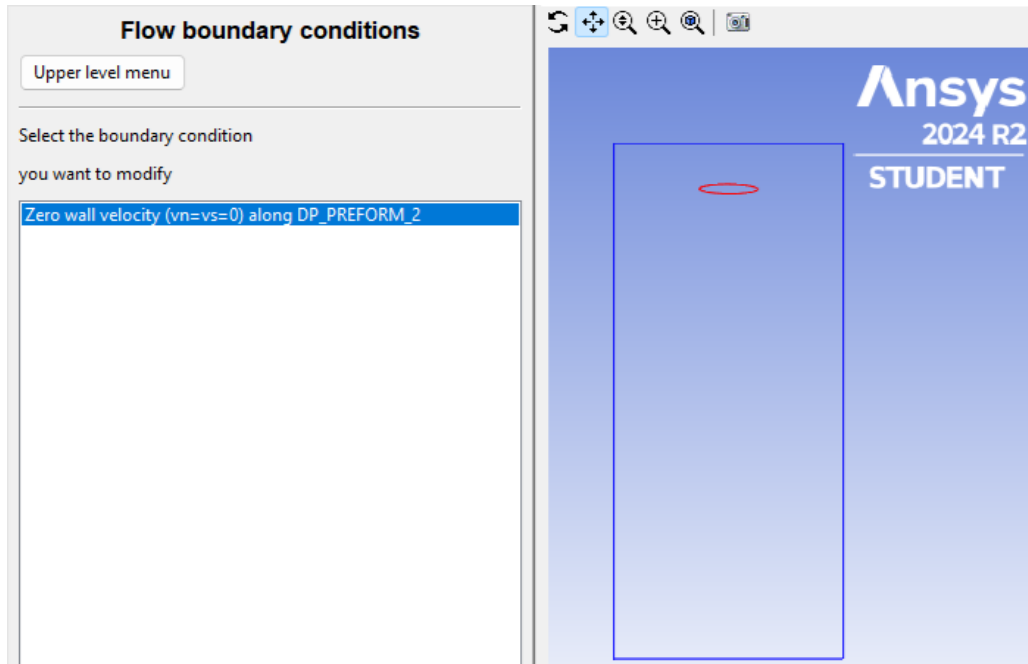 Flow boundary conditions
Upper level menu
Select the boundary condition
you want to modify
Zero wall velocity (vn=vs=0) along DP_PREFORM_2
Ansys
2024 R2
STUDENT